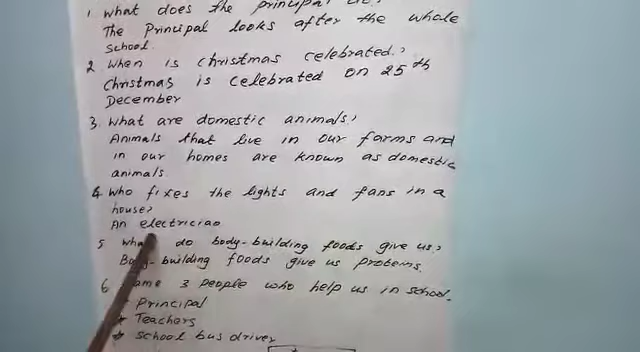 1. What does the principal do?
The Principal looks after the whole
school.
2. When is christmas celebrated?
Christmas is celebrated on 25th
December
3. What are domestic animals?
Animals that live in our farms and
in our homes are known as domestic
animals.
4. Who fixes the lights and fans in a
house?
An electrician
5 What do body-building foods give us?
Body-building foods give us proteins.
6 Name 3 people who help us in school.
* Principal
* Teachers
* School bus driver